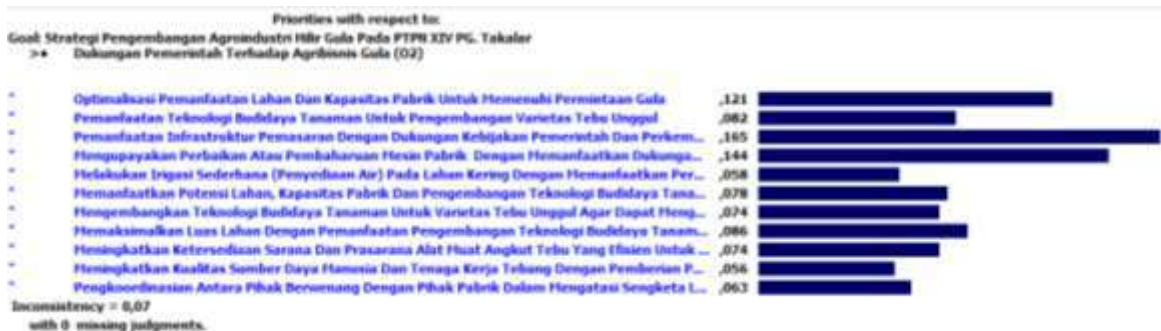 Priorities with respect to:
Goal: Strategi Pengembangan Agroindustri Hilir Gula Pada PTPN XIV PG. Takalar
>* Dukungan Pemerintah Terhadap Agribisnis Gula (O2)
Optimalisasi Pemanfaatan Lahan Dan Kapasitas Pabrik Untuk Memenuhi Permintaan Gula ,121
Pemanfaatan Teknologi Budidaya Tanaman Untuk Pengembangan Varietas Tebu Unggul ,082
Pemanfaatan Infrastruktur Pemasaran Dengan Dukungan Kebijakan Pemerintah Dan Perkem... ,165
Mengupayakan Perbaikan Atau Pembaharuan Mesin Pabrik Dengan Memanfaatkan Dukunga... ,144
Melakukan Irigasi Sederhana (Penyediaan Air) Pada Lahan Kering Dengan Memanfaatkan Per... ,058
Memanfaatkan Potensi Lahan, Kapasitas Pabrik Dan Pengembangan Teknologi Budidaya Tana... ,078
Mengembangkan Teknologi Budidaya Tanaman Untuk Varietas Tebu Unggul Agar Dapat Meng... ,074
Memaksimalkan Luas Lahan Dengan Pemanfaatan Pengembangan Teknologi Budidaya Tanam... ,086
Meningkatkan Ketersediaan Sarana Dan Prasarana Alat Muat Angkut Tebu Yang Efisien Untuk ... ,074
Meningkatkan Kualitas Sumber Daya Manusia Dan Tenaga Kerja Tebang Dengan Pemberian P... ,056
Pengkoordinasian Antara Pihak Berwenang Dengan Pihak Pabrik Dalam Mengatasi Sengketa L... ,063
Inconsistency = 0,07
with 0 missing judgments.